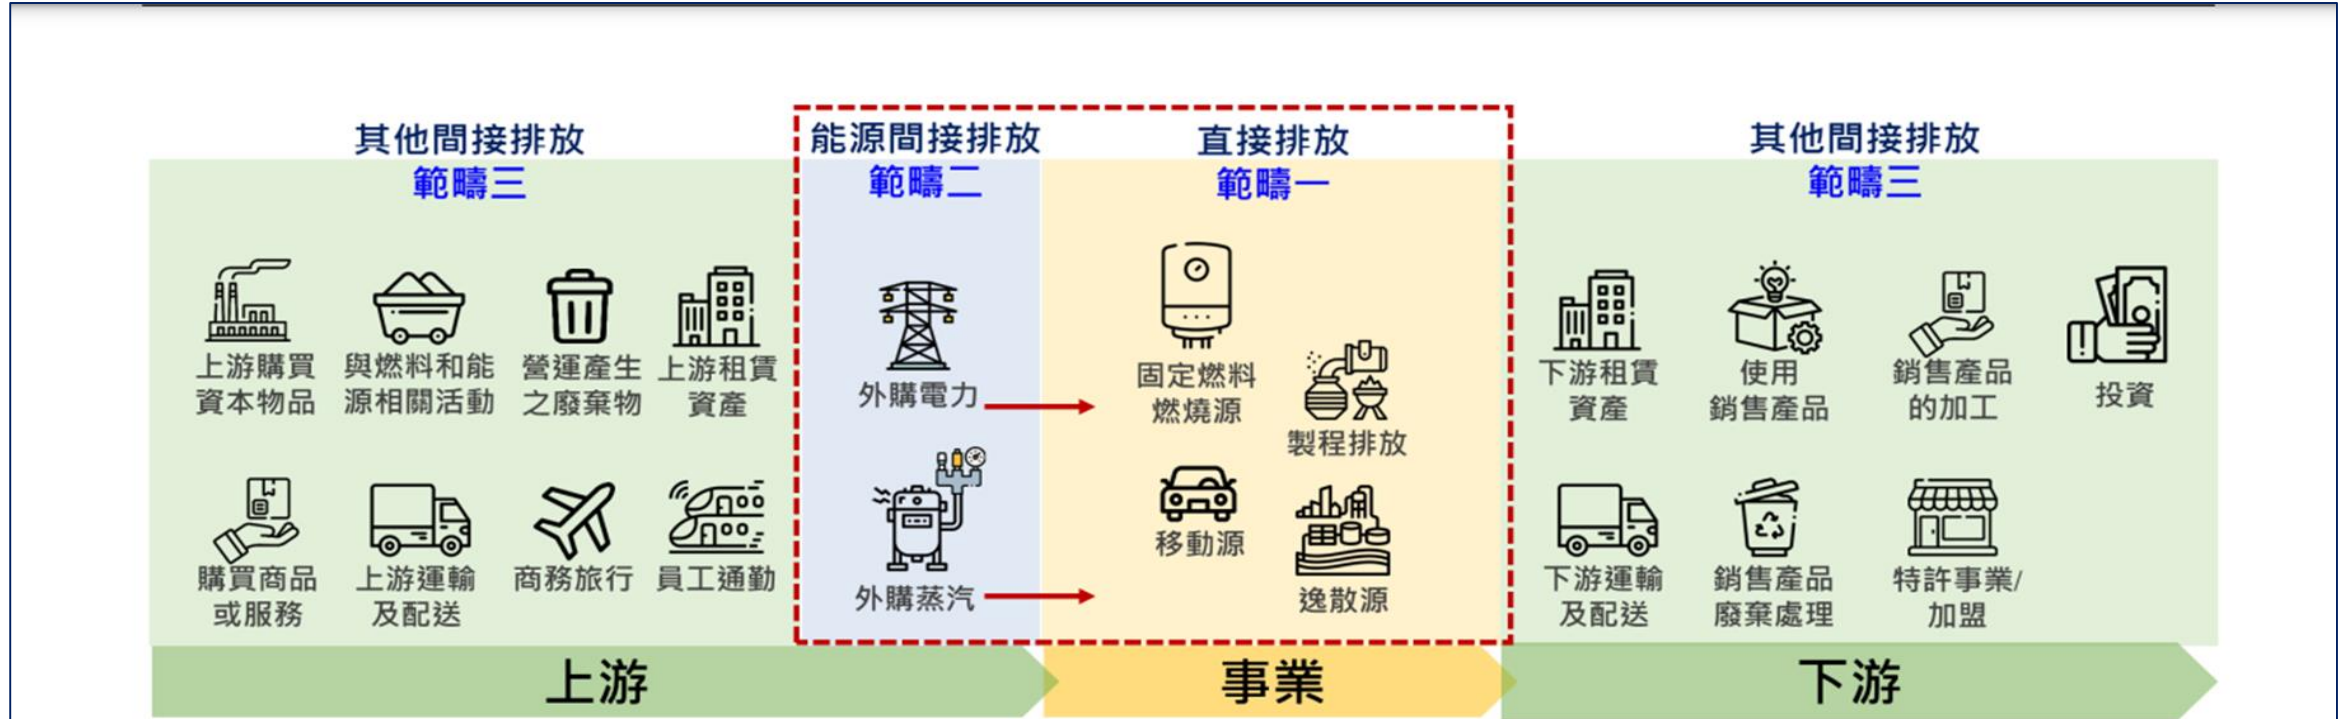 其他間接排放
範疇三
上游購買
資本物品
與燃料和能
源相關活動
營運產生
之廢棄物
上游租賃
資產
購買商品
或服務
上游運輸
及配送
商務旅行
員工通勤
能源間接排放
範疇二
外購電力
外購蒸汽
直接排放
範疇一
固定燃料
燃燒源
製程排放
移動源
逸散源
其他間接排放
範疇三
下游租賃
資產
使用
銷售產品
銷售產品
的加工
投資
下游運輸
及配送
銷售產品
廢棄處理
特許事業/
加盟
上游
事業
下游